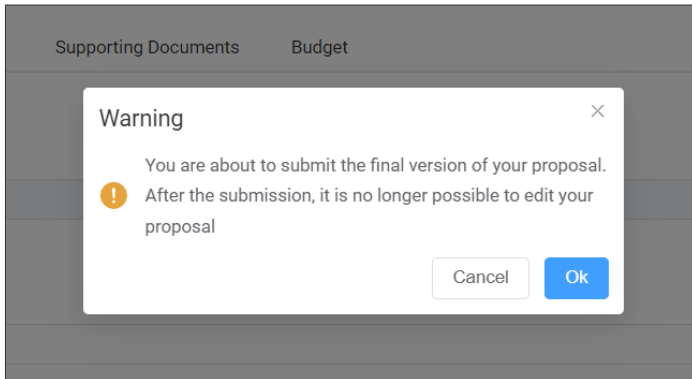 Supporting Documents Budget
Warning
You are about to submit the final version of your proposal.
After the submission, it is no longer possible to edit your
proposal
Cancel Ok